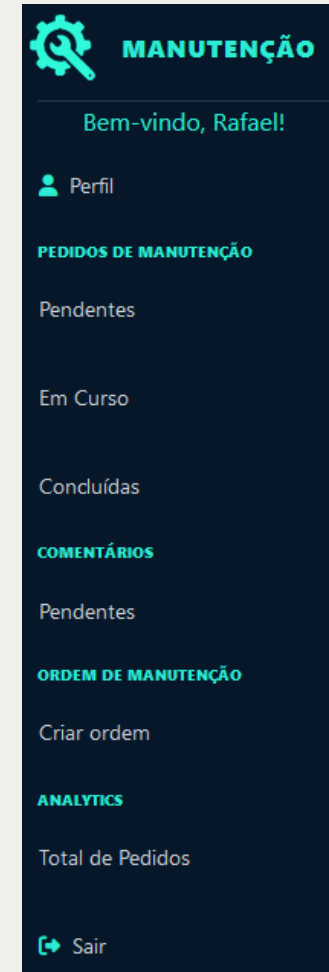 MANUTENÇÃO
Bem-vindo, Rafael!
Perfil
PEDIDOS DE MANUTENÇÃO
Pendentes
Em Curso
Concluídas
COMENTÁRIOS
Pendentes
ORDEM DE MANUTENÇÃO
Criar ordem
ANALYTICS
Total de Pedidos
Sair